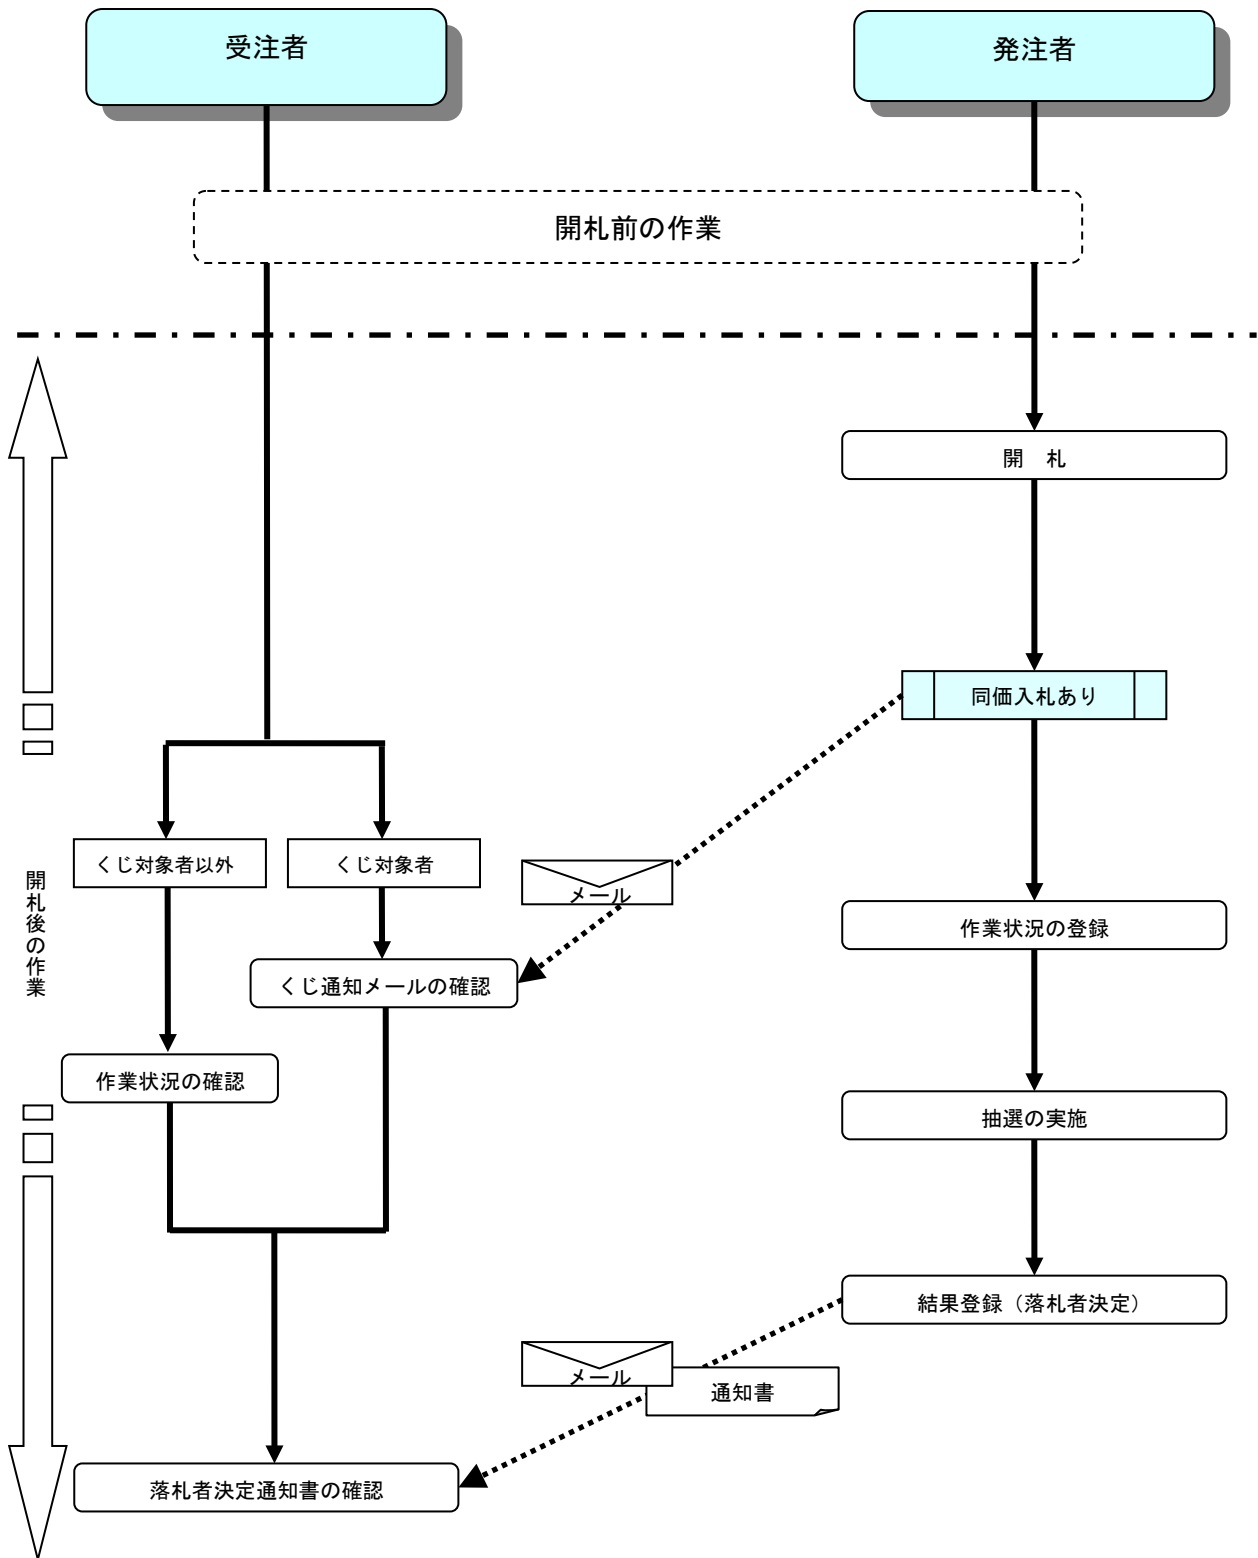 受注者
発注者
開札前の作業
開　札
同価入札あり
くじ対象者以外
くじ対象者
メール
開札後の作業
作業状況の登録
くじ通知メールの確認
作業状況の確認
抽選の実施
結果登録（落札者決定）
メール
通知書
落札者決定通知書の確認